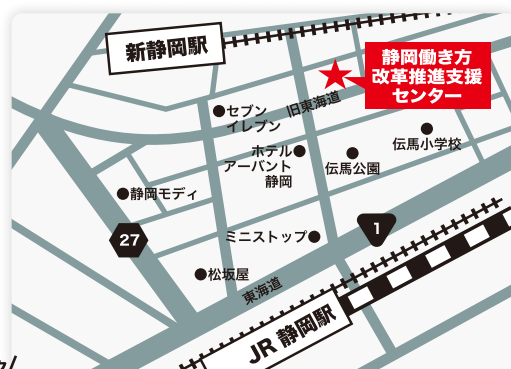 新静岡駅
静岡働き方
改革推進支援
センター
セブン
イレブン
旧東海道
伝馬小学校
ホテル
アーバント
静岡
伝馬公園
静岡モディ
27
ミニストップ
1
松坂屋
東海道
JR 静岡駅